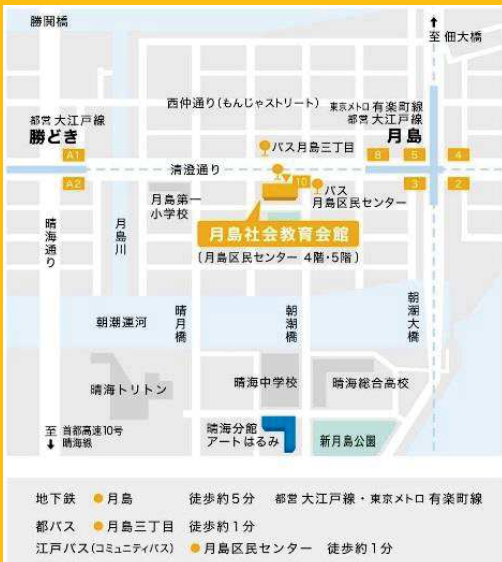 勝閧橋
↑
至 佃大橋
西仲通り(もんじゃストリート)
東京メトロ 有楽町線
都営 大江戸線
月島
都営 大江戸線
勝どき
バス月島三丁目
A1
8
5
4
清澄通り
A2
10
3
2
バス
月島区民センター
月島第一
小学校
月島社会教育会館
(月島区民センター 4階・5階)
晴海通り
月島川
朝潮運河
晴月橋
朝潮橋
朝潮大橋
晴海トリトン
晴海中学校
晴海総合高校
至 首都高速10号
↓ 晴海線
晴海分館
アートはるみ
新月島公園
地下鉄 ●月島 徒歩約5分 都営 大江戸線・東京メトロ 有楽町線
都バス ●月島三丁目 徒歩約1分
江戸バス(コミュニティバス) ●月島区民センター 徒歩約1分